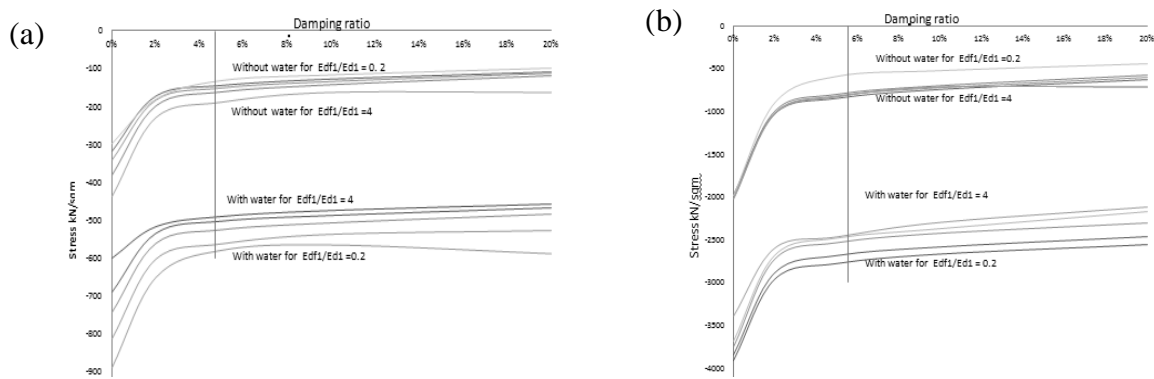 (a)
Damping ratio
0
0% 2% 4% 6% 8% 10% 12% 14% 16% 18% 20%
-100
-200
-300
-400
-500
-600
-700
-800
-900
Stress kN/sqm
Without water for Edf1/Ed1 = 0. 2
Without water for Edf1/Ed1 =4
With water for Edf1/Ed1 = 4
With water for Edf1/Ed1 =0.2
(b)
Damping ratio
0
0% 2% 4% 6% 8% 10% 12% 14% 16% 18% 20%
-500
-1000
-1500
-2000
-2500
-3000
-3500
-4000
Stress kN/sqm
Without water for Edf1/Ed1 =0.2
Without water for Edf1/Ed1 =4
With water for Edf1/Ed1 = 4
With water for Edf1/Ed1 = 0.2